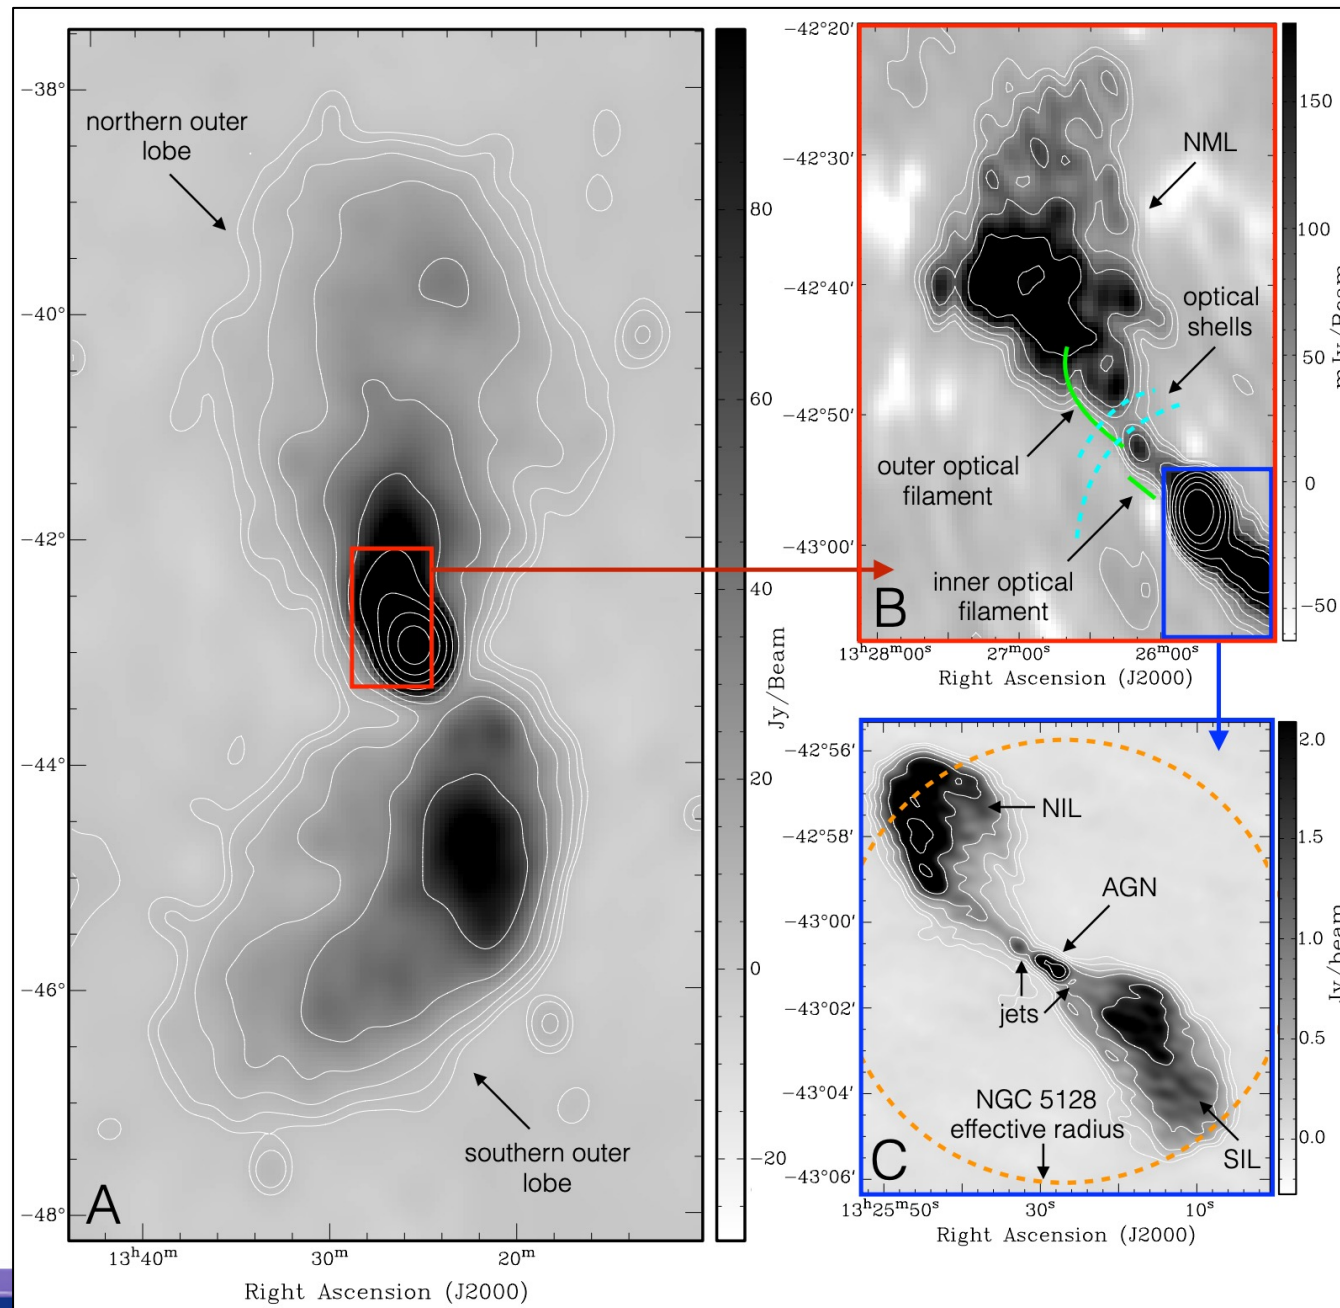 −38°
−40°
−42°
−44°
−46°
−48°
northern outer
lobe
southern outer
lobe
A
13ʰ40ᵐ
30ᵐ
20ᵐ
Right Ascension (J2000)
80
60
40
20
0
−20
Jy/Beam
−42°20′
−42°30′
−42°40′
−42°50′
−43°00′
NML
optical
shells
outer optical
filament
inner optical
filament
B
13ʰ28ᵐ00ˢ
27ᵐ00ˢ
26ᵐ00ˢ
Right Ascension (J2000)
150
100
50
0
−50
mJy/Beam
−42°56′
−42°58′
−43°00′
−43°02′
−43°04′
−43°06′
NIL
AGN
jets
NGC 5128
effective radius
SIL
C
13ʰ25ᵐ50ˢ
30ˢ
10ˢ
Right Ascension (J2000)
2.0
1.5
1.0
0.5
0.0
Jy/beam